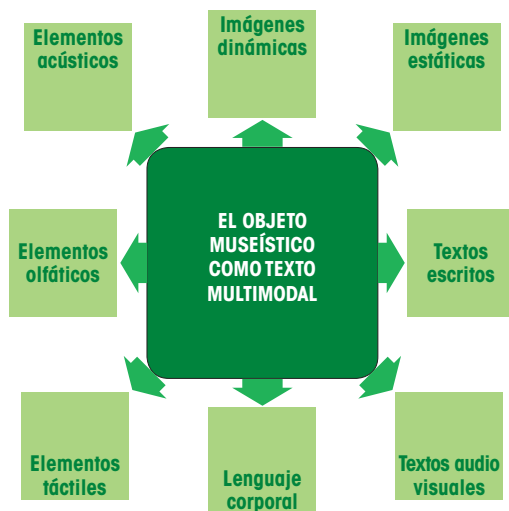 Elementos
acústicos
Imágenes
dinámicas
Imágenes
estáticas
Elementos
olfáticos
EL OBJETO
MUSEÍSTICO
COMO TEXTO
MULTIMODAL
Textos
escritos
Elementos
táctiles
Lenguaje
corporal
Textos audio
visuales